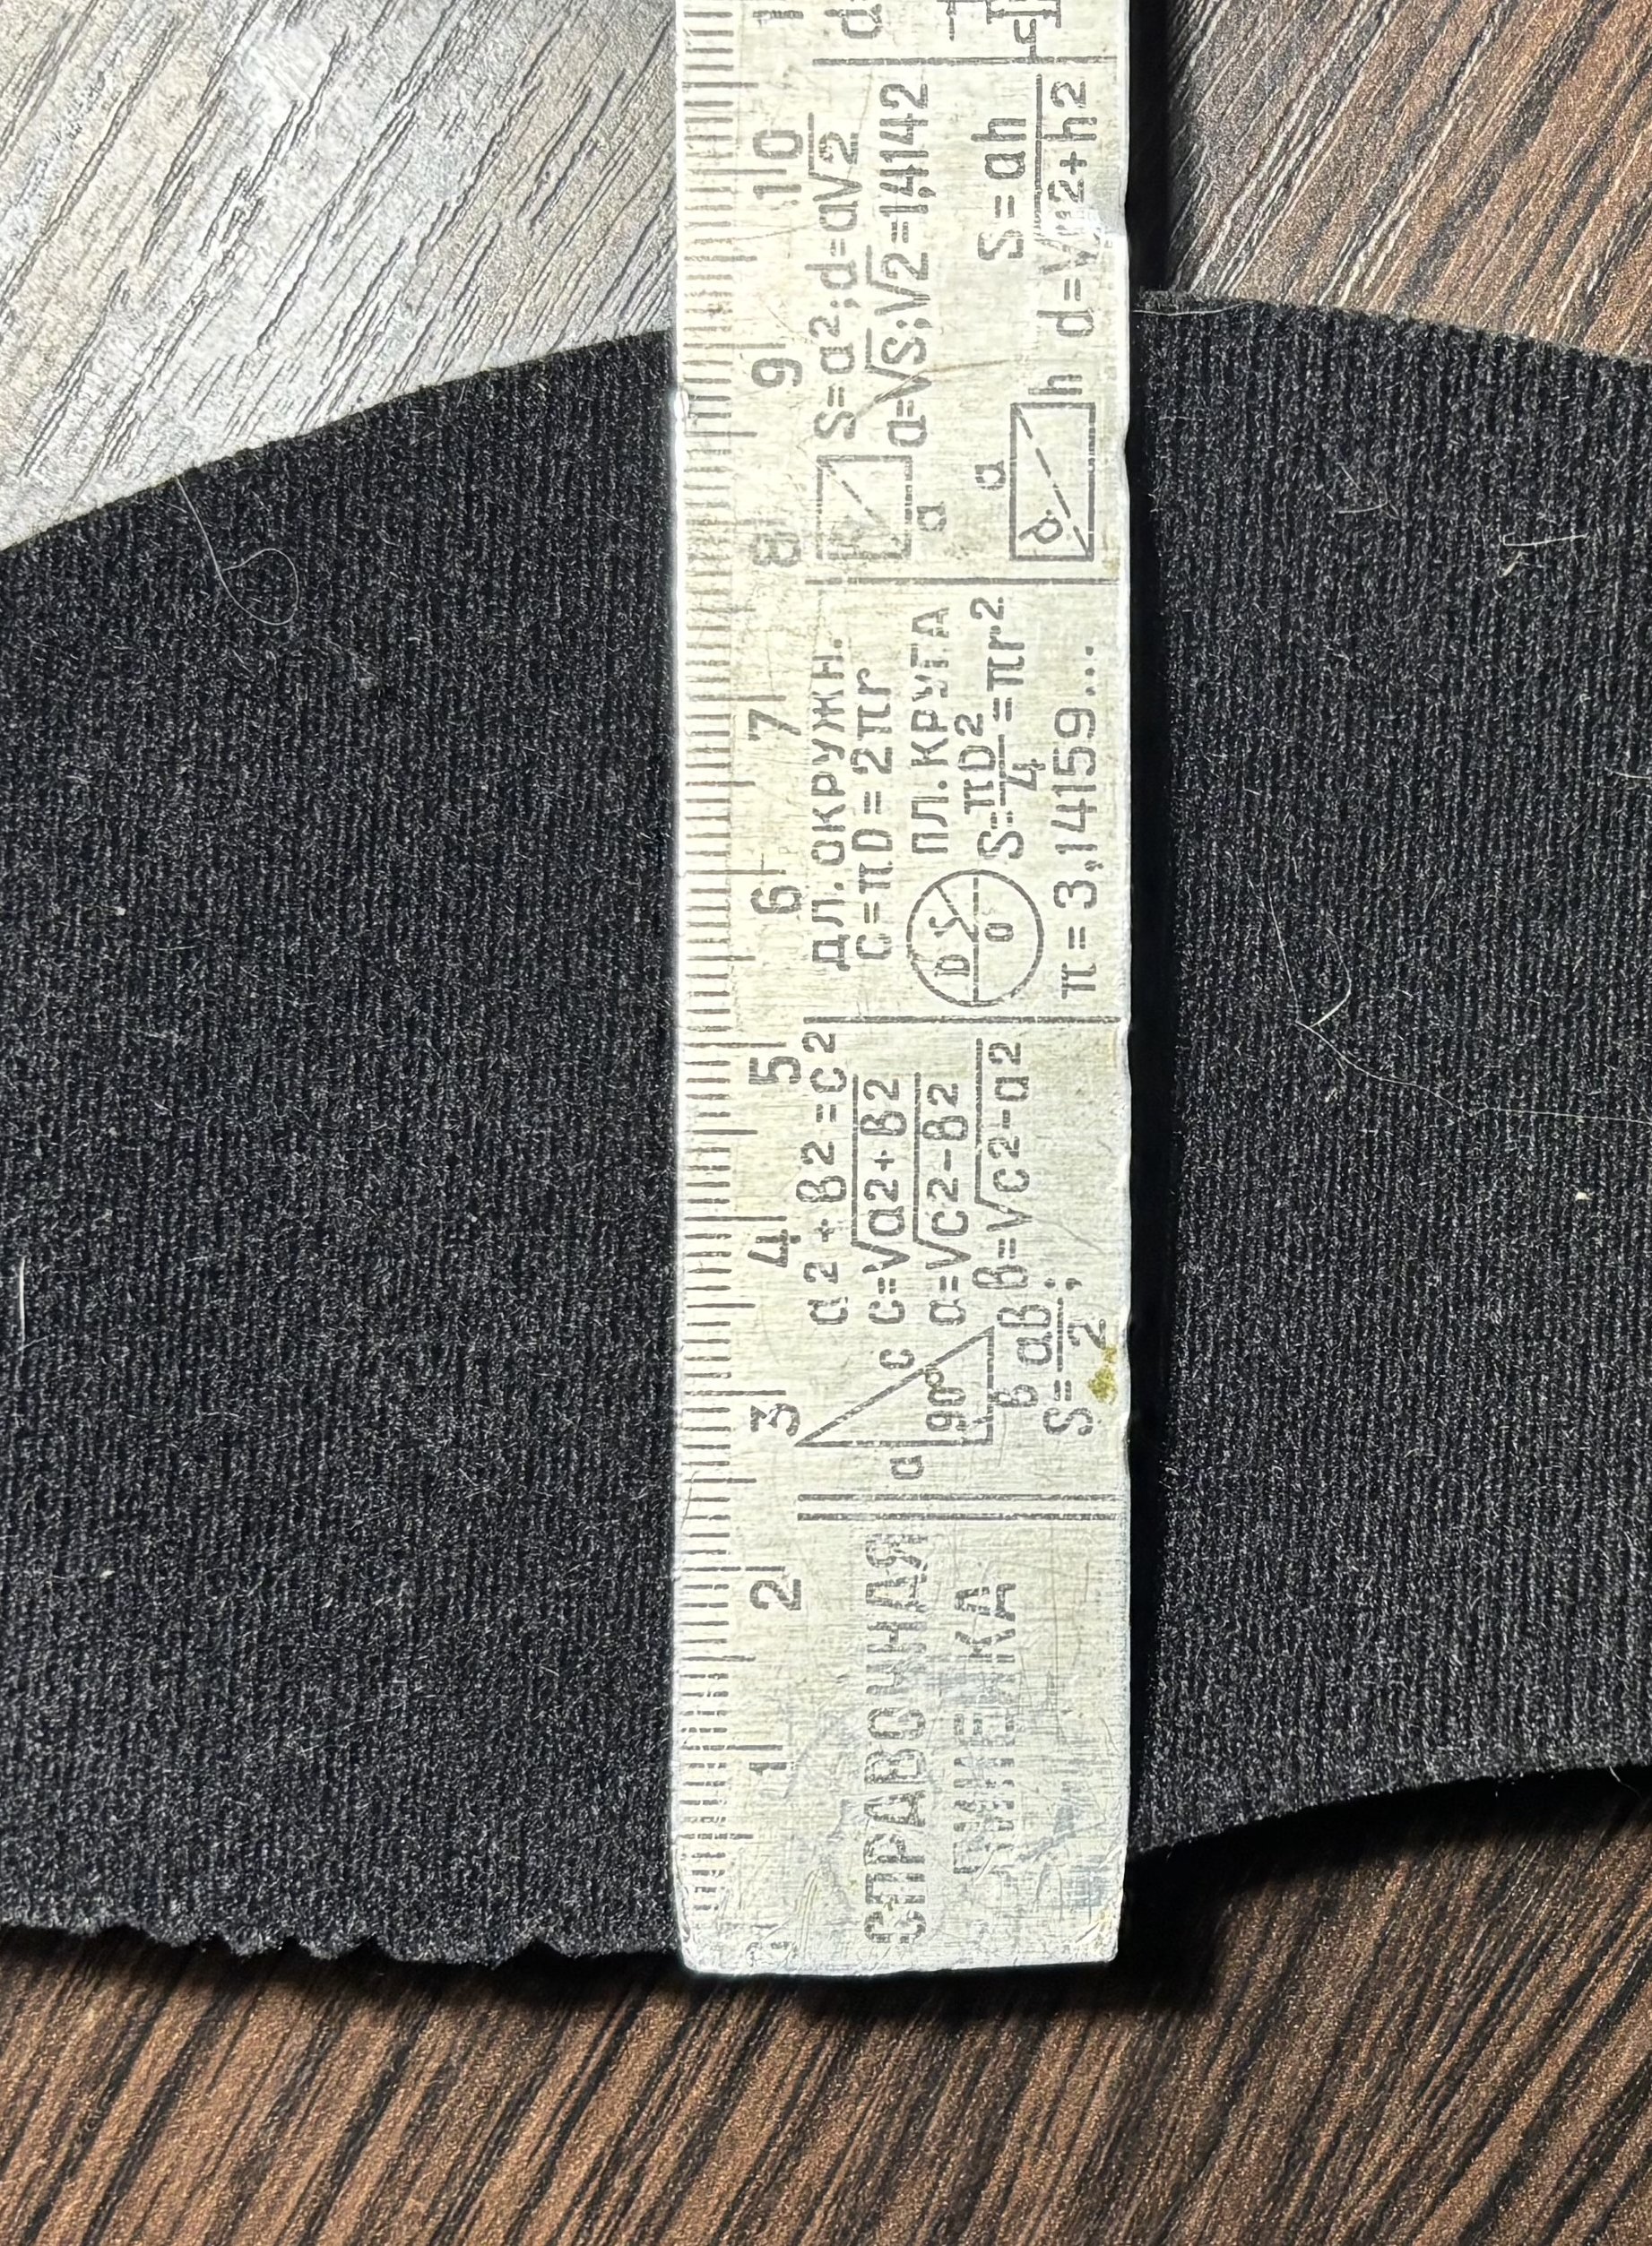 1 2 3 4 5 6 7 8 9 10
СПРАВОЧНАЯ
ЛИНЕЙКА
a2+в2=c2
c=√a2+в2
a=√c2-в2
в=√c2-a2
S=aв/2;
a
c
90°
в
ДЛ. ОКРУЖН.
C=πD=2πr
ПЛ. КРУГА
S=πD2/4=πr2
π=3,14159...
D
0
S=a2;d=a√2
a=√S;√2=1,4142
a
S=ah
d=√a2+h2
a
d
h